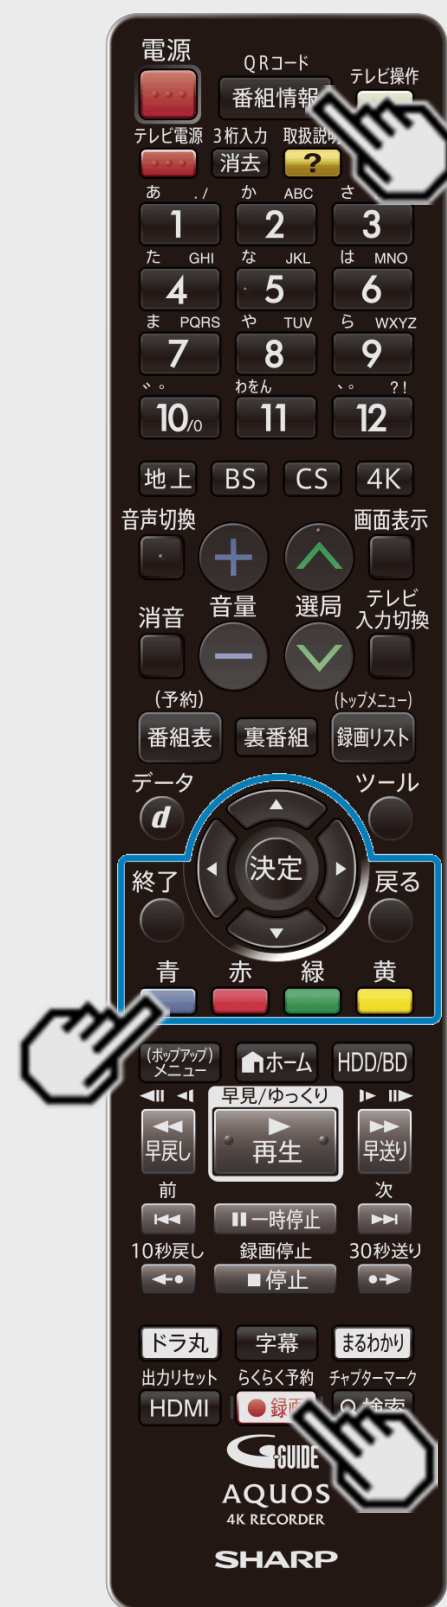 電源
QRコード
番組情報
テレビ操作
テレビ電源 3桁入力 取扱説明
消去 ?
あ ./ か ABC さ
1 2 3
た GHI な JKL は MNO
4 5 6
ま PQRS や TUV ら WXYZ
7 8 9
゛゜ わをん 、。 ?!
10/0 11 12
地上 BS CS 4K
音声切換 画面表示
+
消音 音量 選局 テレビ
入力切換
−
(予約) (トップメニュー)
番組表 裏番組 録画リスト
データ ツール
d
決定
終了 戻る
青 赤 緑 黄
(ポップアップ)
メニュー ホーム HDD/BD
早見/ゆっくり
早戻し 再生 早送り
前 次
一時停止
10秒戻し 録画停止 30秒送り
停止
ドラ丸 字幕 まるわかり
出力リセット らくらく予約 チャプターマーク
HDMI 録画 検索
G-GUIDE
AQUOS
4K RECORDER
SHARP